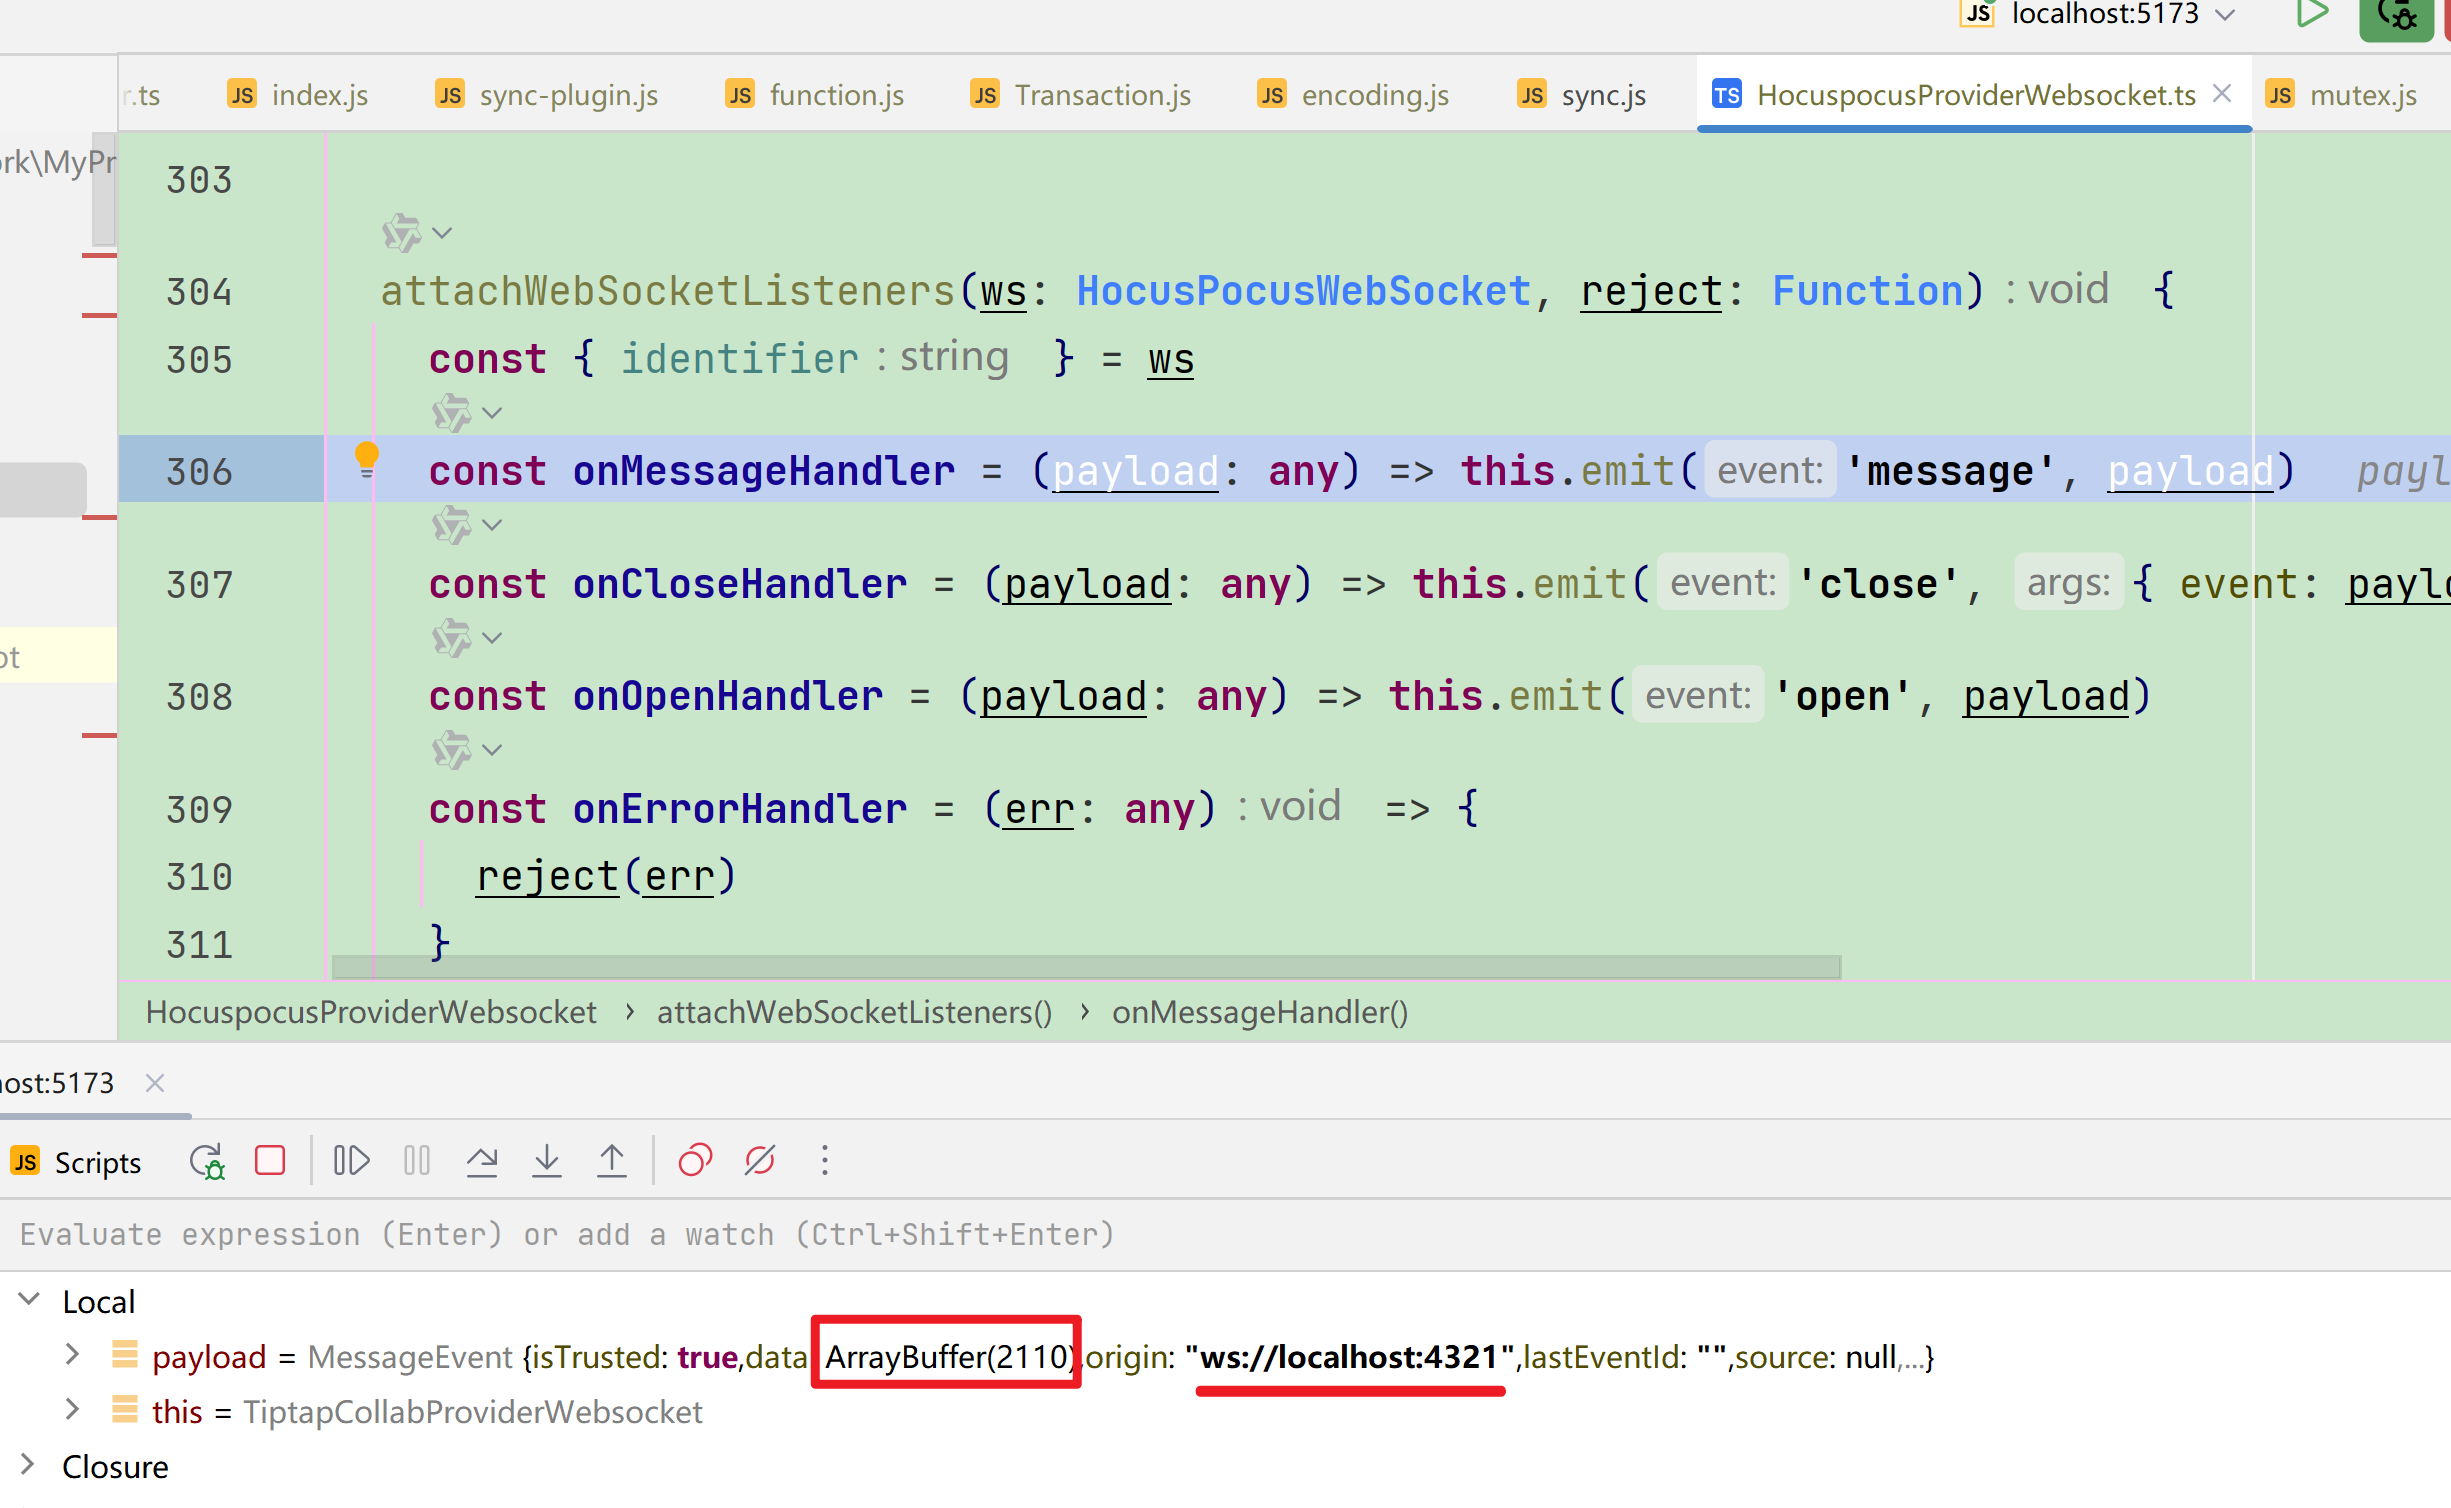 JS localhost:5173
r.ts JS index.js JS sync-plugin.js JS function.js JS Transaction.js JS encoding.js JS sync.js TS HocuspocusProviderWebsocket.ts JS mutex.js
ork\MyPr
303
304 attachWebSocketListeners(ws: HocusPocusWebSocket, reject: Function) : void {
305 const { identifier : string } = ws
306 const onMessageHandler = (payload: any) => this.emit( event: 'message', payload) payl
307 const onCloseHandler = (payload: any) => this.emit( event: 'close', args: { event: paylo
ot
308 const onOpenHandler = (payload: any) => this.emit( event: 'open', payload)
309 const onErrorHandler = (err: any) : void => {
310 reject(err)
311 }
HocuspocusProviderWebsocket › attachWebSocketListeners() › onMessageHandler()
host:5173
JS Scripts
Evaluate expression (Enter) or add a watch (Ctrl+Shift+Enter)
Local
payload = MessageEvent {isTrusted: true,data ArrayBuffer(2110),origin: "ws://localhost:4321",lastEventId: "",source: null,...}
this = TiptapCollabProviderWebsocket
Closure